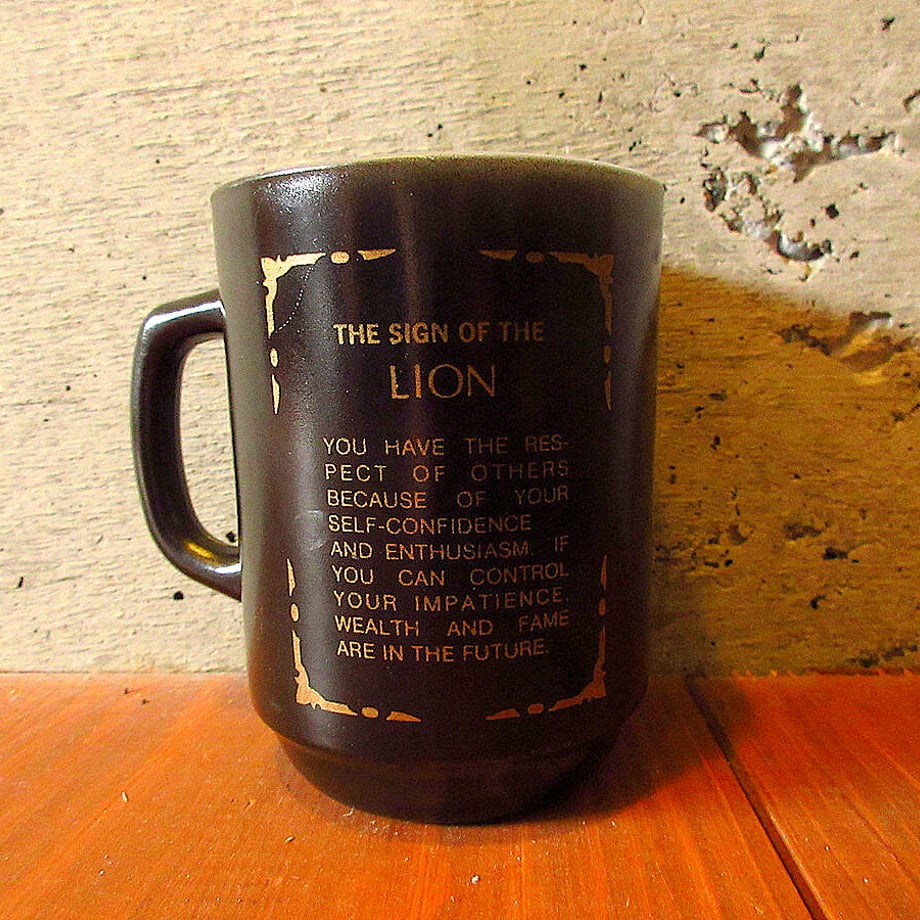 THE SIGN OF THE
LION
YOU HAVE THE RES-
PECT OF OTHERS
BECAUSE OF YOUR
SELF-CONFIDENCE
AND ENTHUSIASM. IF
YOU CAN CONTROL
YOUR IMPATIENCE,
WEALTH AND FAME
ARE IN THE FUTURE.